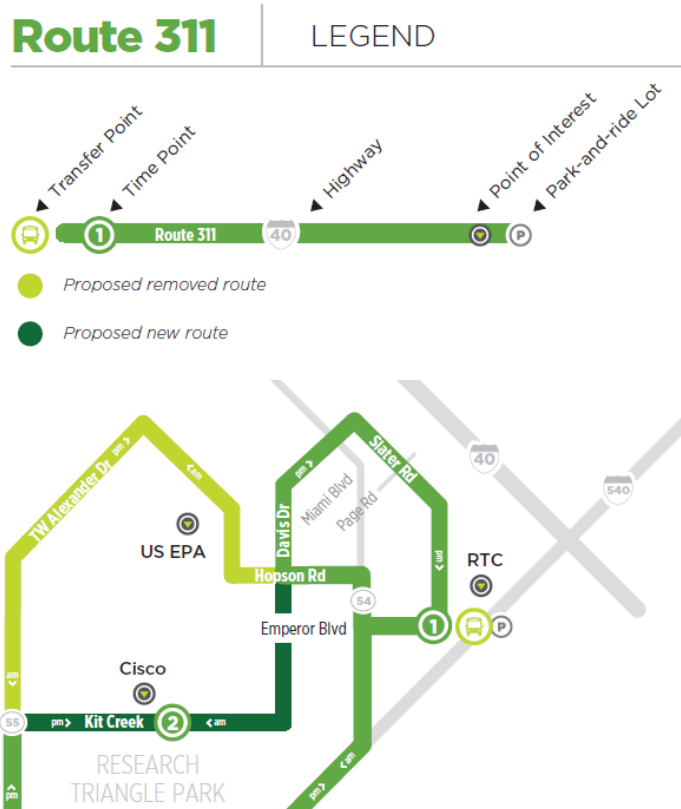 Route 311
LEGEND
Transfer Point
Time Point
Highway
Point of Interest
Park-and-ride Lot
1
Route 311
40
P
Proposed removed route
Proposed new route
TW Alexander Dr
pm >
< am
US EPA
Davis Dr
pm >
Slater Rd
Miami Blvd
Page Rd
40
540
pm >
Hopson Rd
54
RTC
Emperor Blvd
1
P
am >
Cisco
55
pm >
Kit Creek
2
< am
RESEARCH
TRIANGLE PARK
< am
pm >
pm >